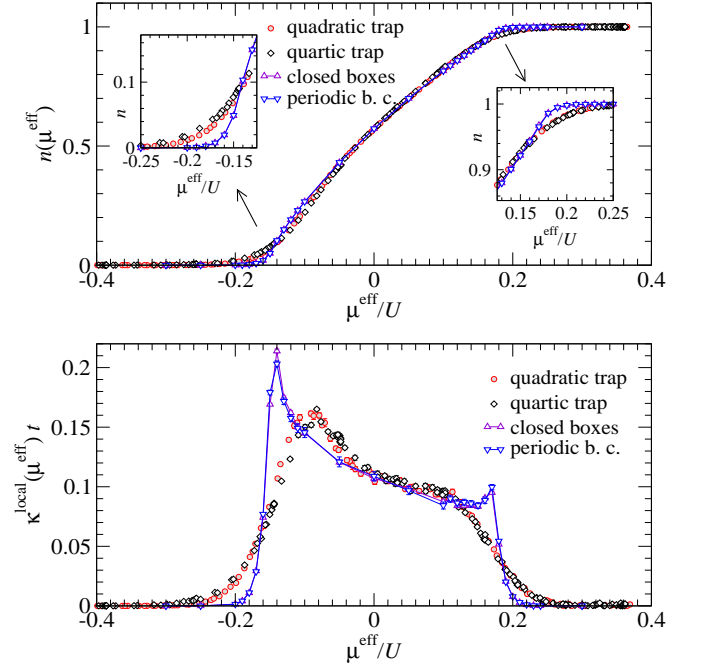 quadratic trap
quartic trap
closed boxes
periodic b. c.
n(μ^eff)
1
0.5
0
-0.4
-0.2
0
0.2
0.4
μ^eff/U
n
0.1
0
-0.25
-0.2
-0.15
μ^eff/U
n
1
0.9
0.15
0.20
0.25
μ^eff/U
quadratic trap
quartic trap
closed boxes
periodic b. c.
κ^local(μ^eff) t
0.2
0.15
0.1
0.05
0
-0.4
-0.2
0
0.2
0.4
μ^eff/U